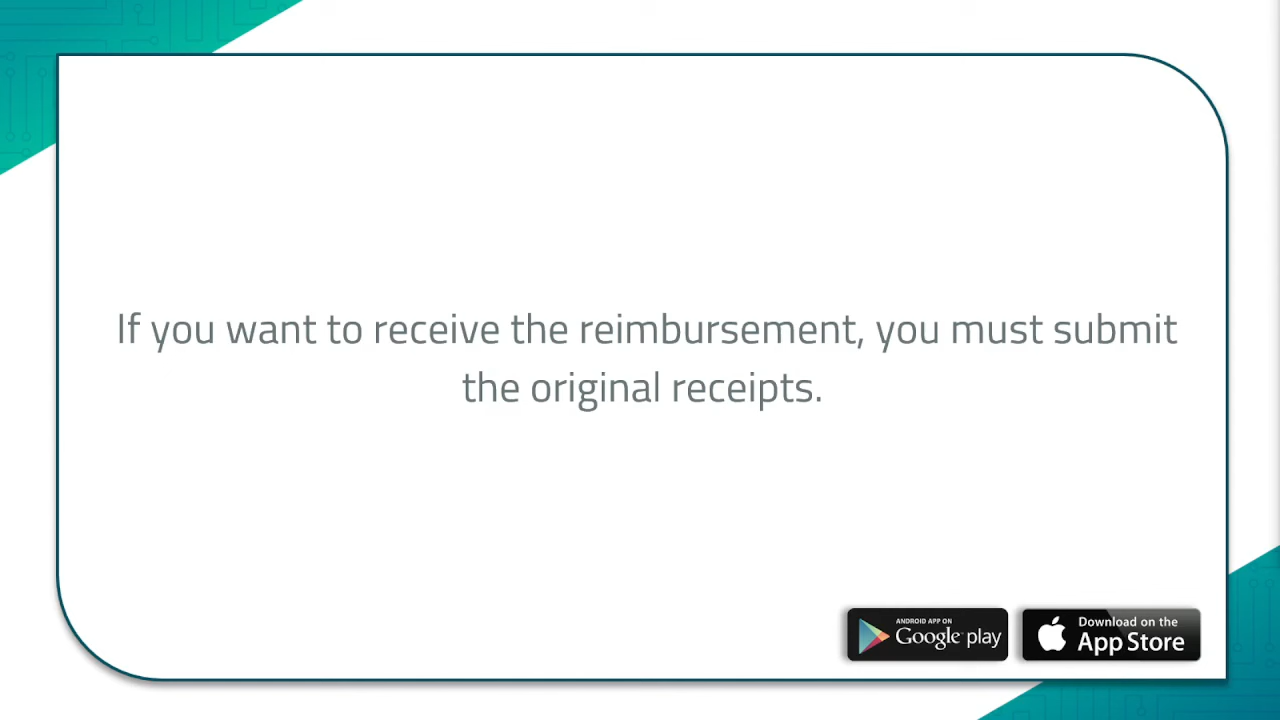 If you want to receive the reimbursement, you must submit
the original receipts.
ANDROID APP ON
Google play
Download on the
App Store